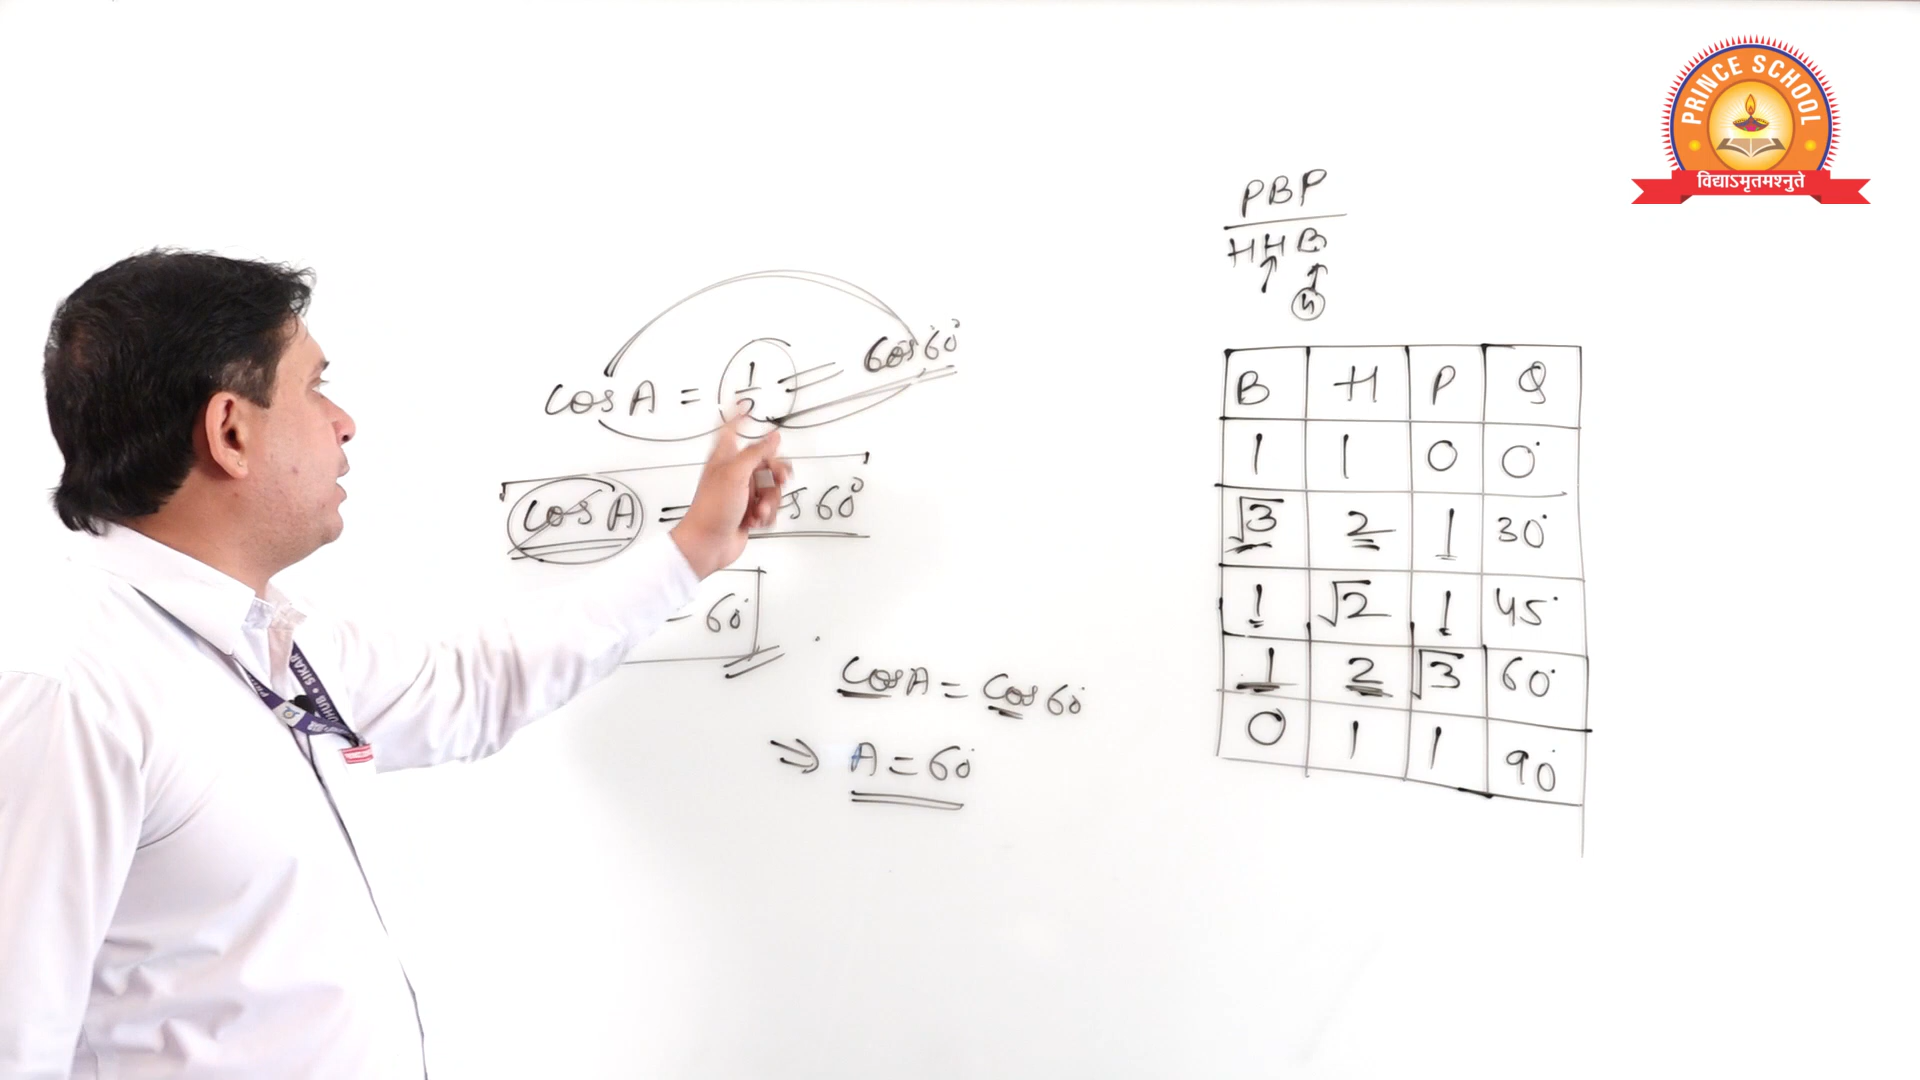 PRINCE SCHOOL
विद्याऽमृतमश्नुते
PBP
HHB
cos A = 1/2 = cos 60°
cos A = s 60°
= 60°
cos A = cos 60°
⇒ A = 60°
B H P Q
1 1 0 0°
√3 2 1 30°
1 √2 1 45°
1 2 √3 60°
0 1 1 90°
HUB • SIKAR